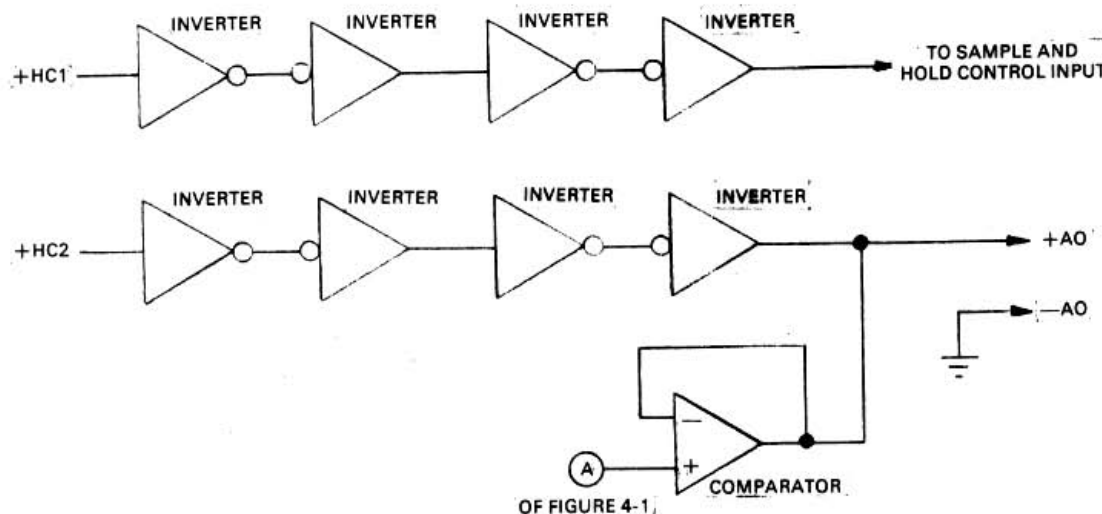 INVERTER INVERTER INVERTER INVERTER
+HC1
TO SAMPLE AND
HOLD CONTROL INPUT
INVERTER INVERTER INVERTER INVERTER
+HC2
+AO
—AO
−
+
A
COMPARATOR
OF FIGURE 4-1